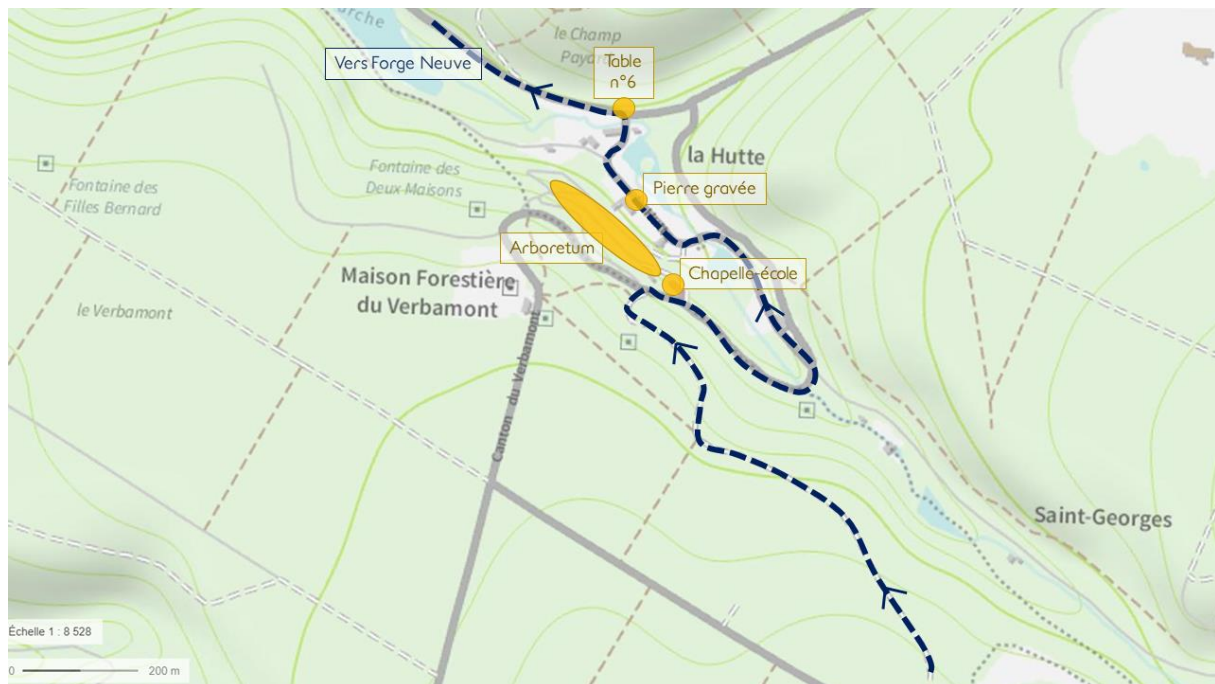 arche
le Champ
Paya
Vers Forge Neuve
Table
n°6
la Hutte
Fontaine des
Deux Maisons
Fontaine des
Filles Bernard
Pierre gravée
Arboretum
Chapelle-école
Maison Forestière
du Verbamont
le Verbamont
Canton du Verbamont
Saint-Georges
Échelle 1 : 8 528
0 200 m